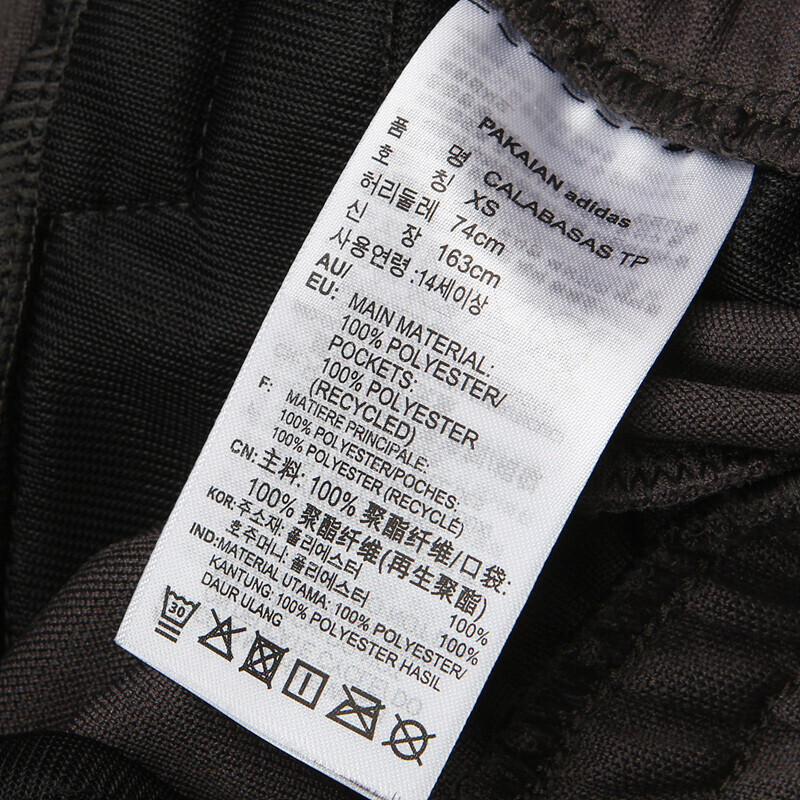 PAKAIAN adidas
품 명 CALABASAS TP
호 칭 XS
허리둘레 74cm
신 장 163cm
사용연령 :14세이상
AU/
EU: MAIN MATERIAL:
100% POLYESTER/
POCKETS:
100% POLYESTER
(RECYCLED)
F: MATIERE PRINCIPALE:
100% POLYESTER/POCHES:
100% POLYESTER (RECYCLÉ)
CN: 主料: 100% 聚酯纤维/口袋:
100% 聚酯纤维(再生聚酯)
KOR: 주소재: 폴리에스터 100%
호주머니: 폴리에스터 100%
IND: MATERIAL UTAMA: 100% POLYESTER/
KANTUNG: 100% POLYESTER HASIL
DAUR ULANG
30